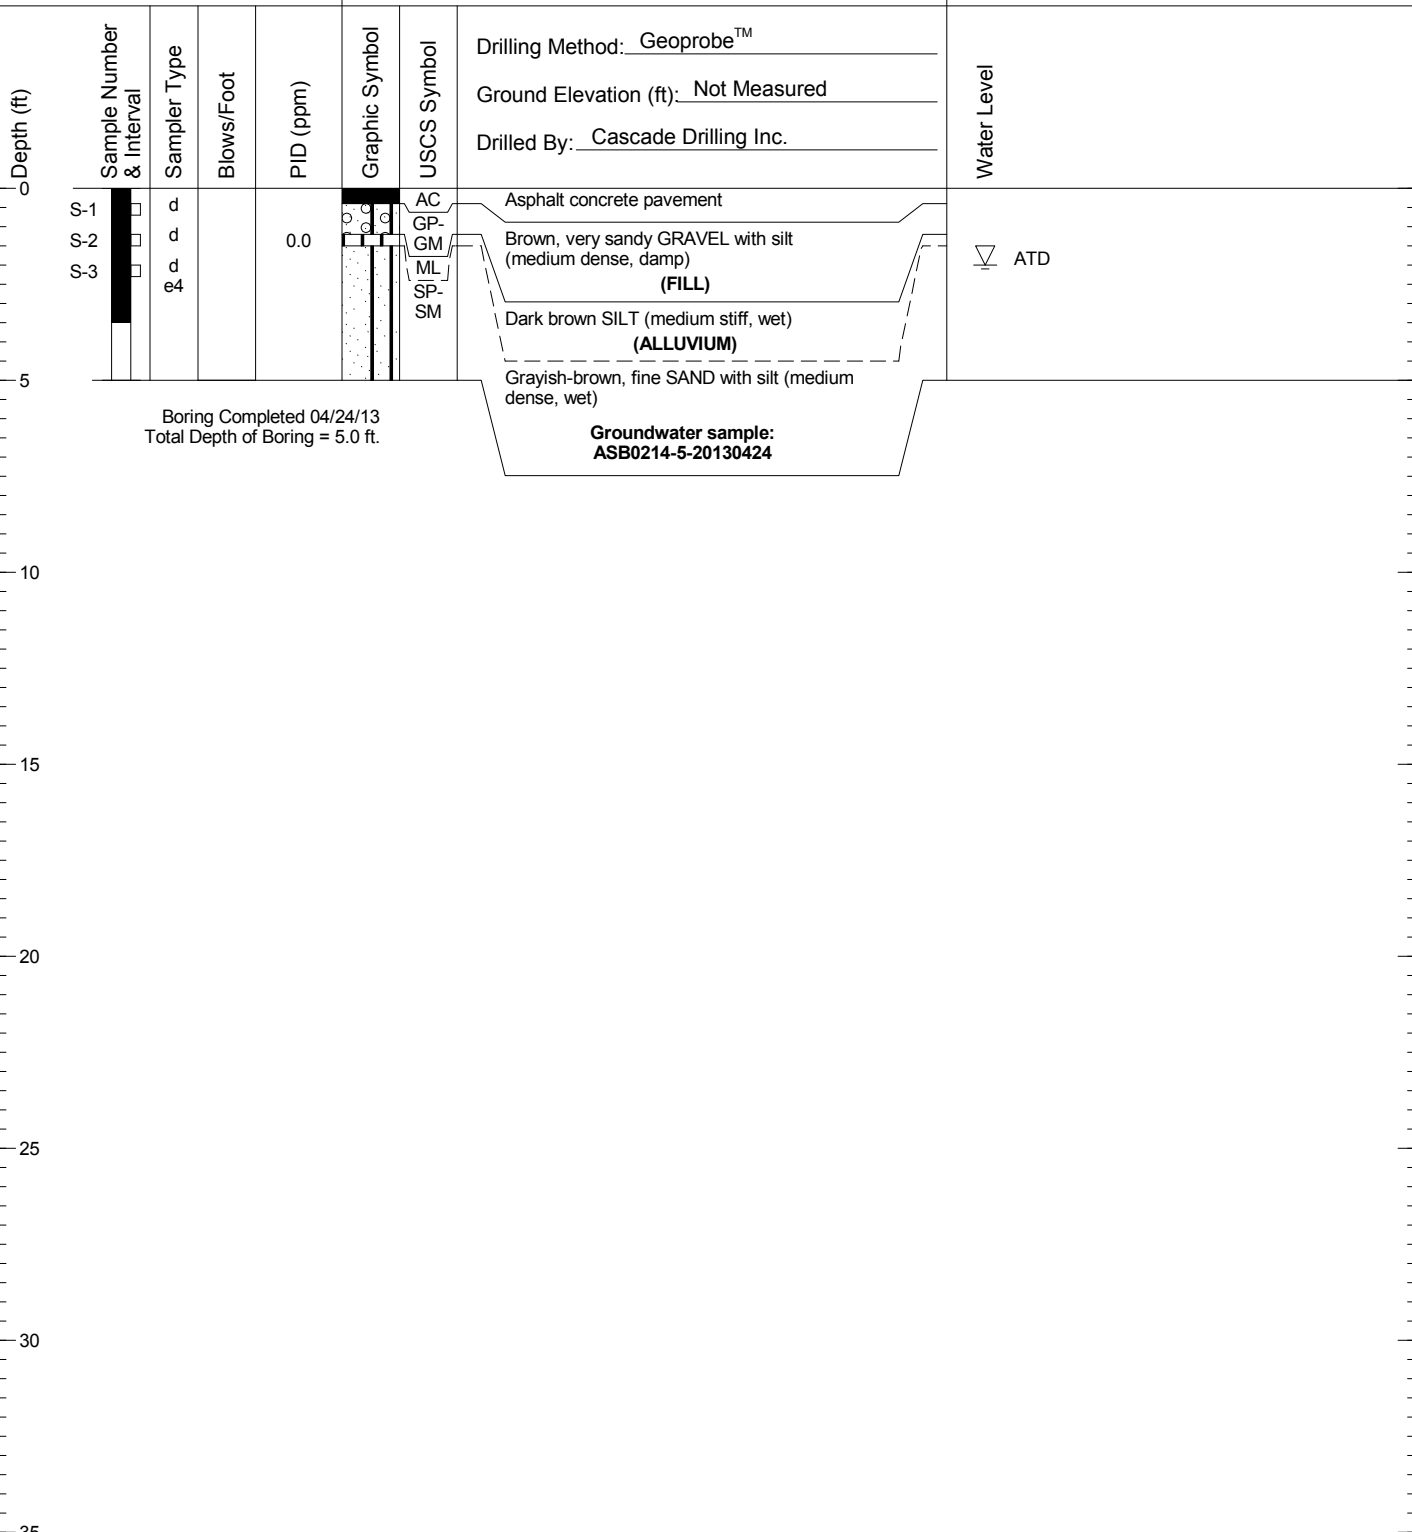 Drilling Method: Geoprobe™
Ground Elevation (ft): Not Measured
Drilled By: Cascade Drilling Inc.
Depth (ft)
Sample Number
& Interval
Sampler Type
Blows/Foot
PID (ppm)
Graphic Symbol
USCS Symbol
Water Level
0
S-1 d AC Asphalt concrete pavement
GP-
GM
S-2 d 0.0 Brown, very sandy GRAVEL with silt
(medium dense, damp)
(FILL)
ATD
S-3 d ML
e4 SP-
SM
Dark brown SILT (medium stiff, wet)
(ALLUVIUM)
5
Grayish-brown, fine SAND with silt (medium
dense, wet)
Boring Completed 04/24/13
Total Depth of Boring = 5.0 ft.
Groundwater sample:
ASB0214-5-20130424
10
15
20
25
30
35